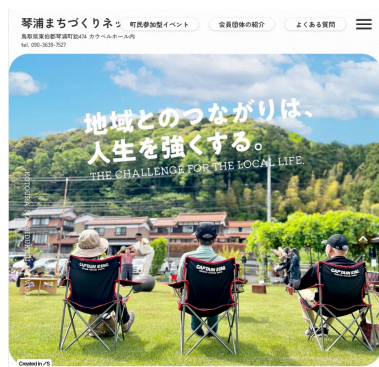 琴浦まちづくりネッ
町民参加型イベント
会員団体の紹介
よくある質問
鳥取県東伯郡琴浦町鉛474 カウベルホール内
tel. 090-3639-7527
地域とのつながりは、
人生を強くする。
THE CHALLENGE FOR THE LOCAL LIFE.
CAPTAIN STAG
CAPTAIN STAG
CAPTAIN STAG
Created in /S